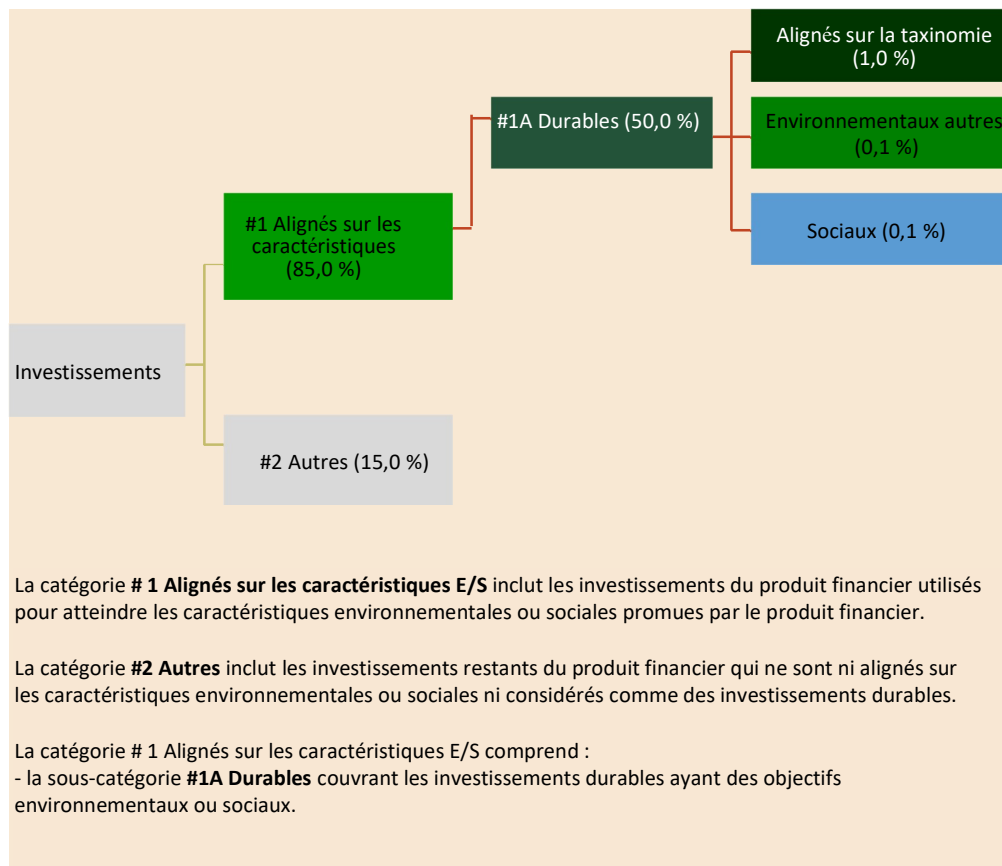 Alignés sur la taxinomie
(1,0 %)
#1A Durables (50,0 %)
Environnementaux autres
(0,1 %)
#1 Alignés sur les
caractéristiques
(85,0 %)
Sociaux (0,1 %)
Investissements
#2 Autres (15,0 %)
La catégorie # 1 Alignés sur les caractéristiques E/S inclut les investissements du produit financier utilisés
pour atteindre les caractéristiques environnementales ou sociales promues par le produit financier.
La catégorie #2 Autres inclut les investissements restants du produit financier qui ne sont ni alignés sur
les caractéristiques environnementales ou sociales ni considérés comme des investissements durables.
La catégorie # 1 Alignés sur les caractéristiques E/S comprend :
- la sous-catégorie #1A Durables couvrant les investissements durables ayant des objectifs
environnementaux ou sociaux.